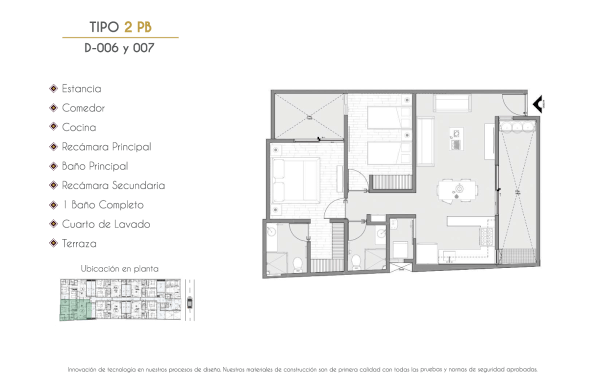 TIPO 2 PB
D-006 y 007
Estancia
Comedor
Cocina
Recámara Principal
Baño Principal
Recámara Secundaria
1 Baño Completo
Cuarto de Lavado
Terraza
Ubicación en planta
Innovación de tecnología en nuestros procesos de diseño. Nuestros materiales de construcción son de primera calidad con todas las pruebas y normas de seguridad aprobadas.